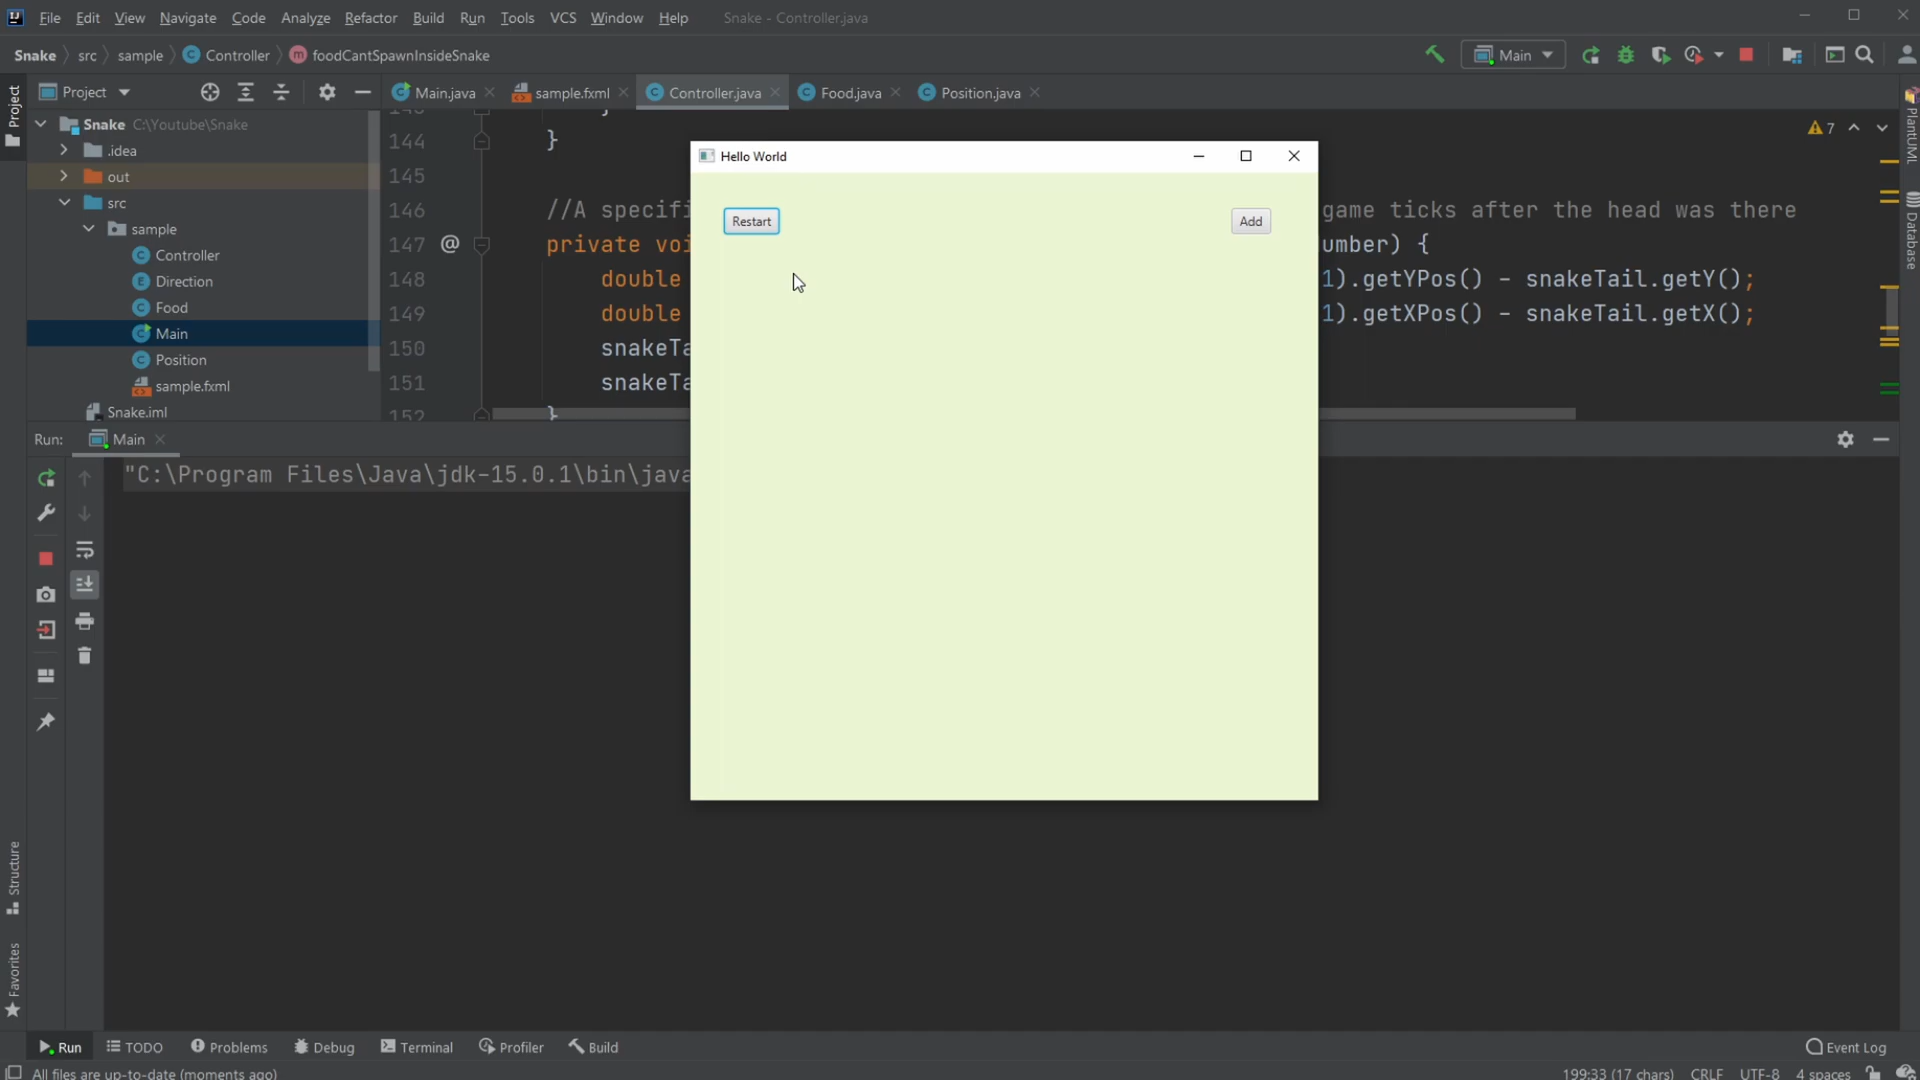 File Edit View Navigate Code Analyze Refactor Build Run Tools VCS Window Help Snake - Controller.java
Snake src sample Controller foodCantSpawnInsideSnake Main
Project Main.java sample.fxml Controller.java Food.java Position.java
Project
Snake C:\Youtube\Snake
.idea
out
src
sample
Controller
Direction
Food
Main
Position
sample.fxml
Snake.iml
7
144 }
145
146 //A specifi game ticks after the head was there
147 @ private voi umber) {
148 double 1).getYPos() - snakeTail.getY();
149 double 1).getXPos() - snakeTail.getX();
150 snakeTa
151 snakeTa
152 }
PlantUML
Database
Hello World
Restart Add
Run: Main
"C:\Program Files\Java\jdk-15.0.1\bin\java
Structure
Favorites
Run TODO Problems Debug Terminal Profiler Build Event Log
All files are up-to-date (moments ago) 199:33 (17 chars) CRLF UTF-8 4 spaces